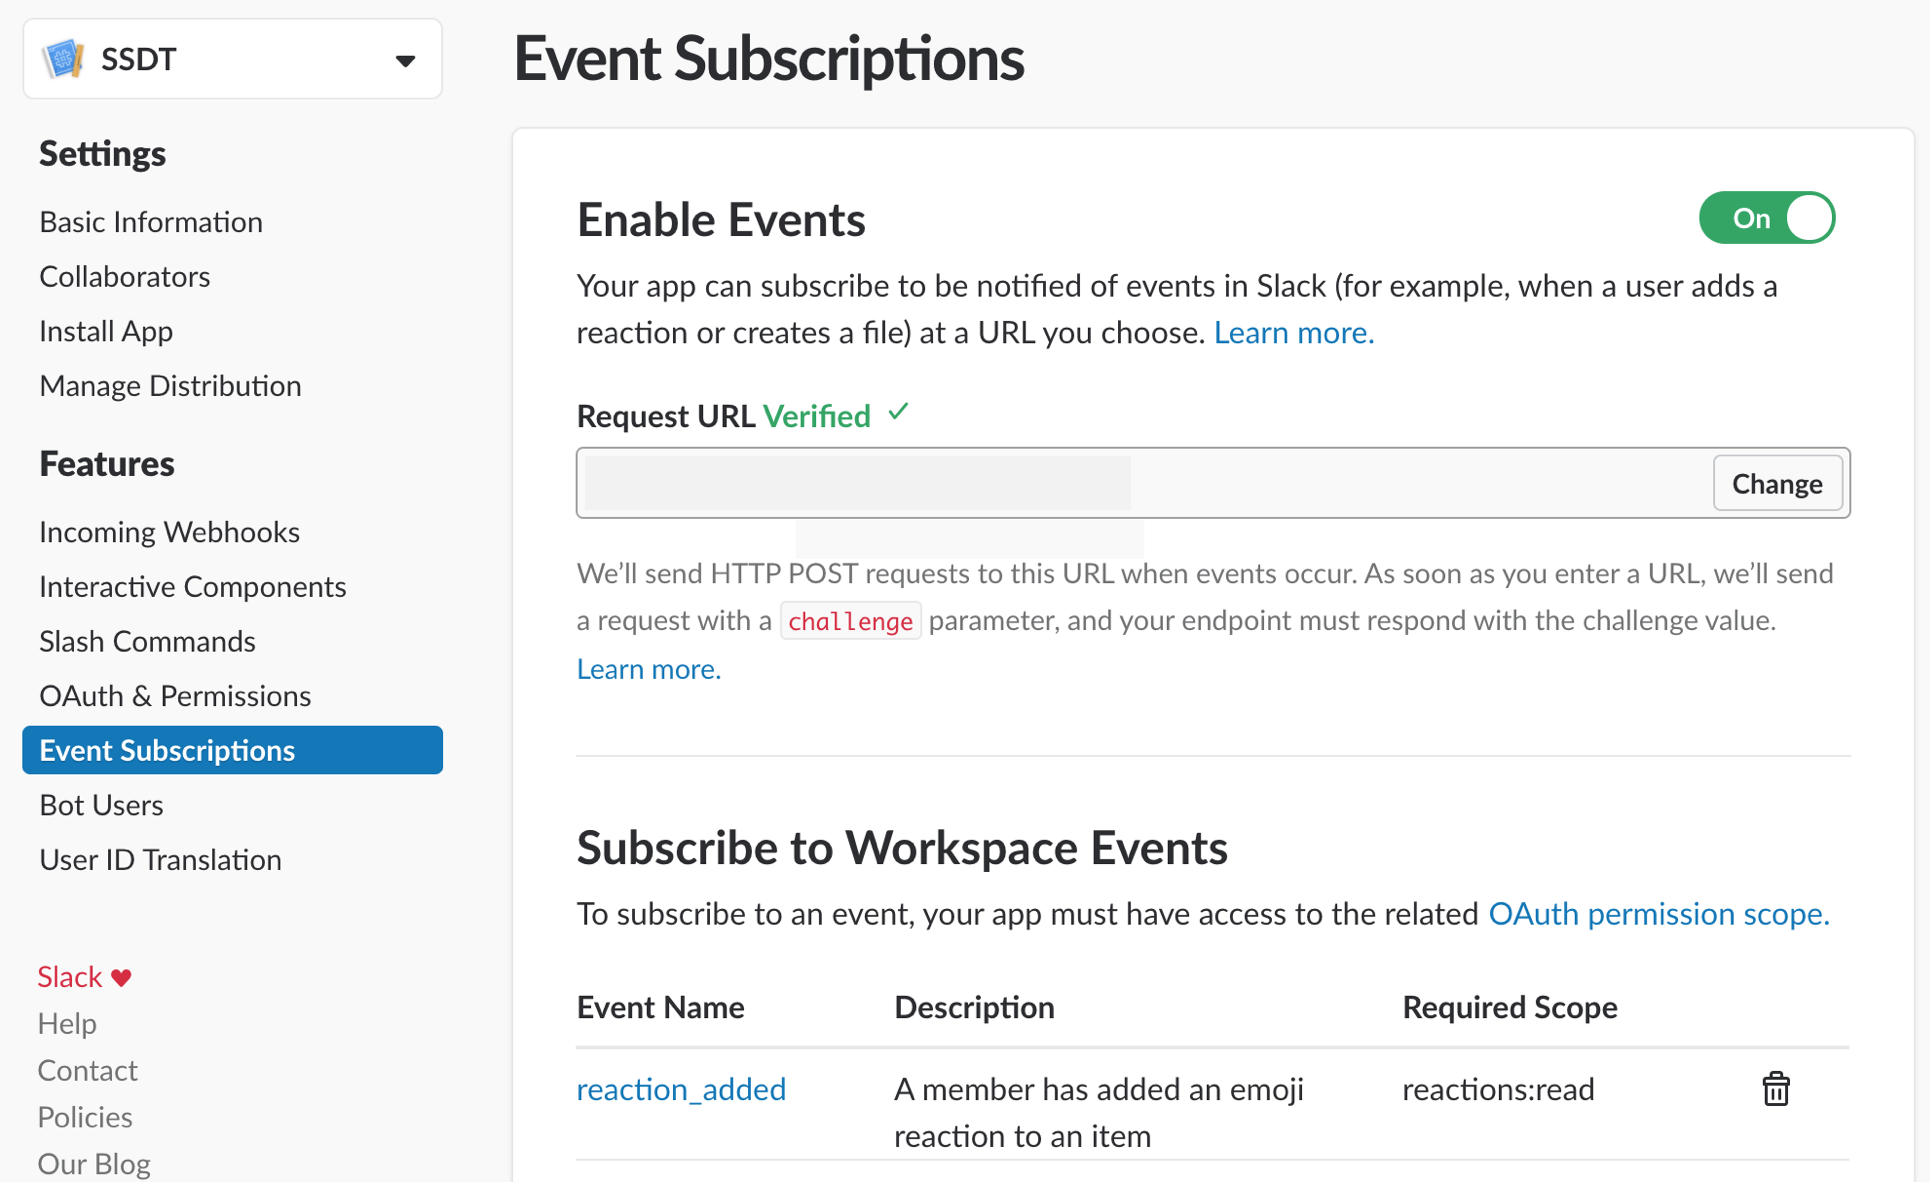 SSDT
Settings
Basic Information
Collaborators
Install App
Manage Distribution
Features
Incoming Webhooks
Interactive Components
Slash Commands
OAuth & Permissions
Event Subscriptions
Bot Users
User ID Translation
Slack ♥
Help
Contact
Policies
Our Blog
Event Subscriptions
Enable Events
On
Your app can subscribe to be notified of events in Slack (for example, when a user adds a
reaction or creates a file) at a URL you choose. Learn more.
Request URL Verified ✓
Change
We’ll send HTTP POST requests to this URL when events occur. As soon as you enter a URL, we’ll send
a request with a challenge parameter, and your endpoint must respond with the challenge value.
Learn more.
Subscribe to Workspace Events
To subscribe to an event, your app must have access to the related OAuth permission scope.
Event Name Description Required Scope
reaction_added A member has added an emoji reactions:read
reaction to an item